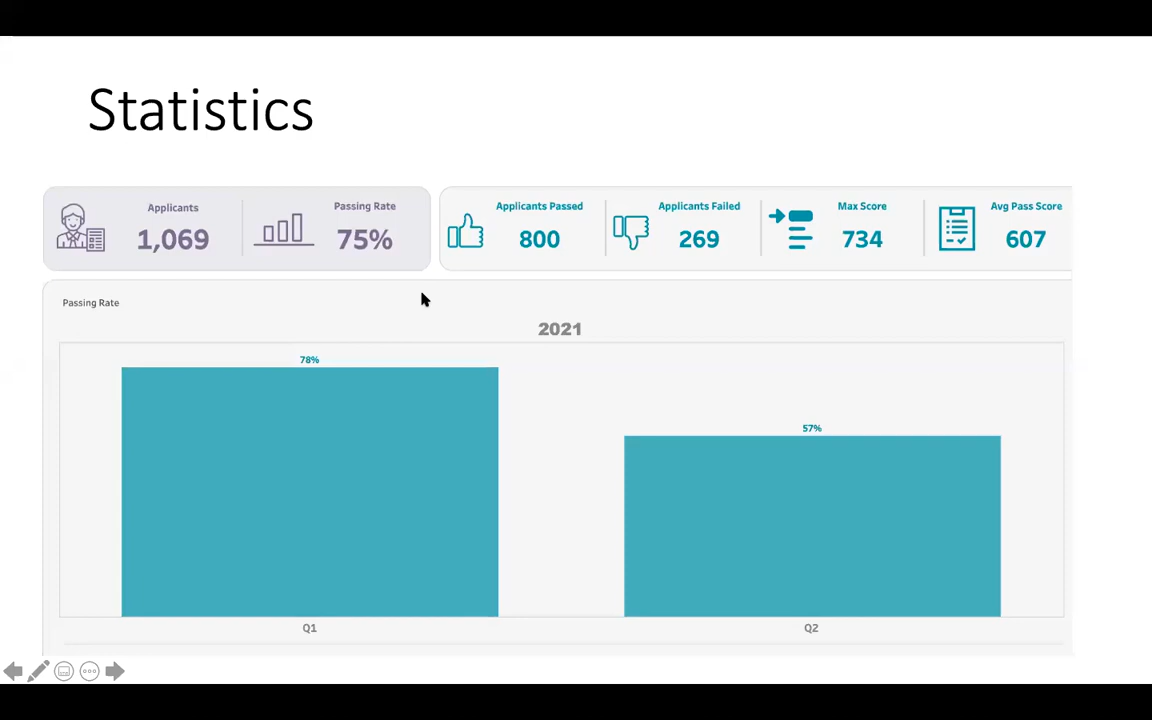 Statistics
Applicants
1,069
Passing Rate
75%
Applicants Passed
800
Applicants Failed
269
Max Score
734
Avg Pass Score
607
Passing Rate
2021
78%
57%
Q1
Q2